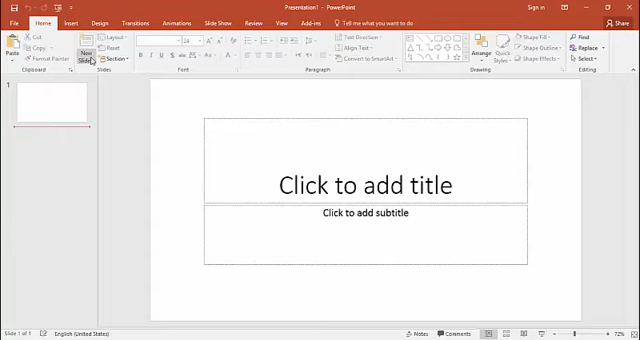 Presentation1 - PowerPoint
Sign in
File Home Insert Design Transitions Animations Slide Show Review View Add-ins Tell me what you want to do Share
Paste
Cut
Copy
Format Painter
Clipboard
New
Slide
Layout
Reset
Section
Slides
Font
Paragraph
Text Direction
Align Text
Convert to SmartArt
Arrange
Quick
Styles
Shape Fill
Shape Outline
Shape Effects
Drawing
Find
Replace
Select
Editing
1
Click to add title
Click to add subtitle
Slide 1 of 1 English (United States) Notes Comments 72%